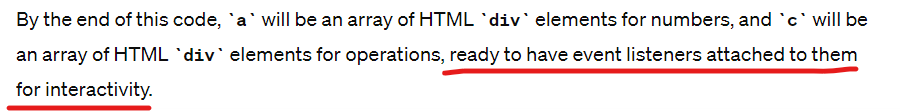 By the end of this code, `a` will be an array of HTML `div` elements for numbers, and `c` will be
an array of HTML `div` elements for operations, ready to have event listeners attached to them
for interactivity.